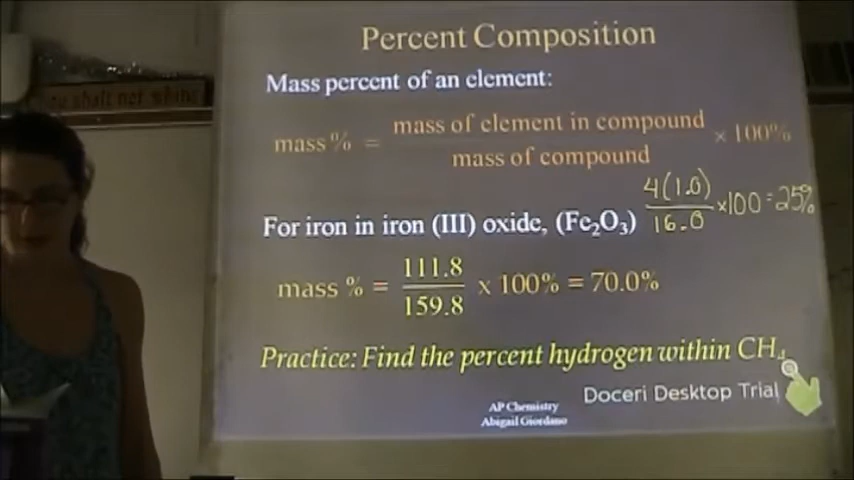 Percent Composition
shall not
Mass percent of an element:
mass % = mass of element in compound / mass of compound × 100%
4(1.0) / 16.0 ×100 = 25%
For iron in iron (III) oxide, (Fe₂O₃)
mass % = 111.8 / 159.8 x 100% = 70.0%
Practice: Find the percent hydrogen within CH₄
Doceri Desktop Trial
AP Chemistry
Abigail Giordano